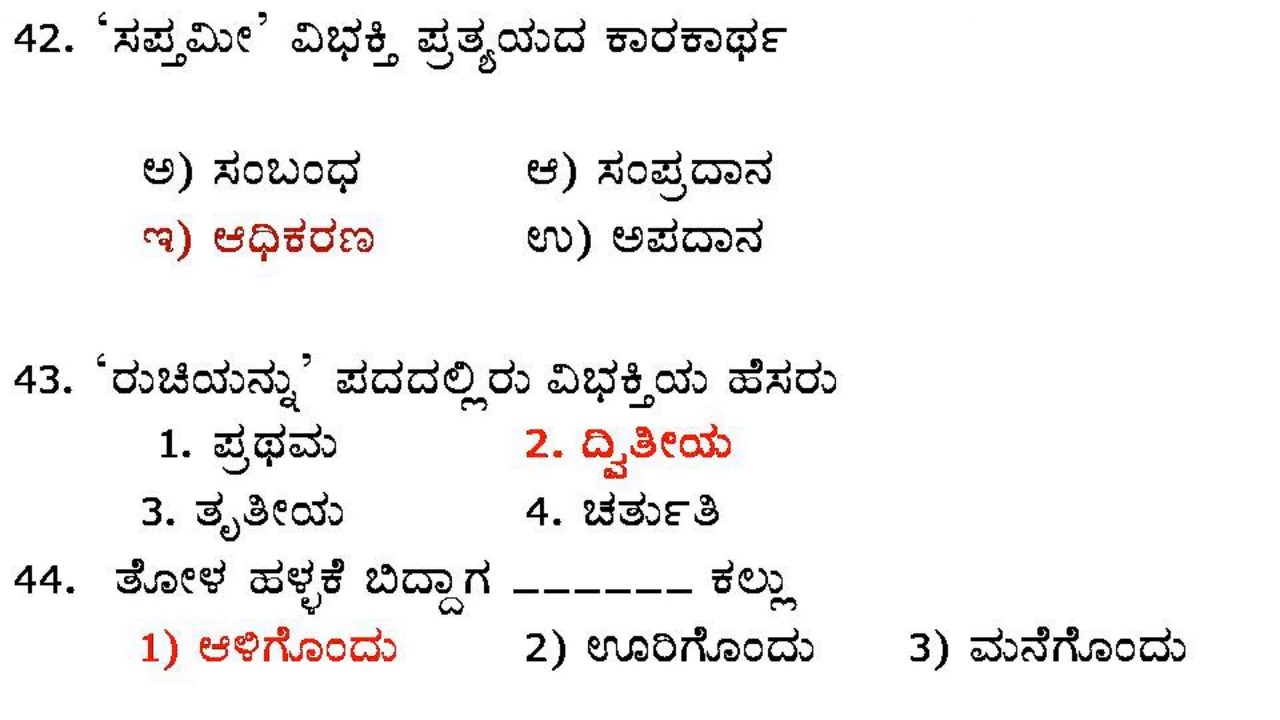 42. ‘ಸಪ್ತಮೀ’ ವಿಭಕ್ತಿ ಪ್ರತ್ಯಯದ ಕಾರಕಾರ್ಥ
ಅ) ಸಂಬಂಧ ಆ) ಸಂಪ್ರದಾನ
ಇ) ಆಧಿಕರಣ ಉ) ಅಪದಾನ
43. ‘ರುಚಿಯನ್ನು’ ಪದದಲ್ಲಿರು ವಿಭಕ್ತಿಯ ಹೆಸರು
1. ಪ್ರಥಮ 2. ದ್ವಿತೀಯ
3. ತೃತೀಯ 4. ಚರ್ತುತಿ
44. ತೋಳ ಹಳ್ಳಕೆ ಬಿದ್ದಾಗ ______ ಕಲ್ಲು
1) ಆಳಿಗೊಂದು 2) ಊರಿಗೊಂದು 3) ಮನೆಗೊಂದು